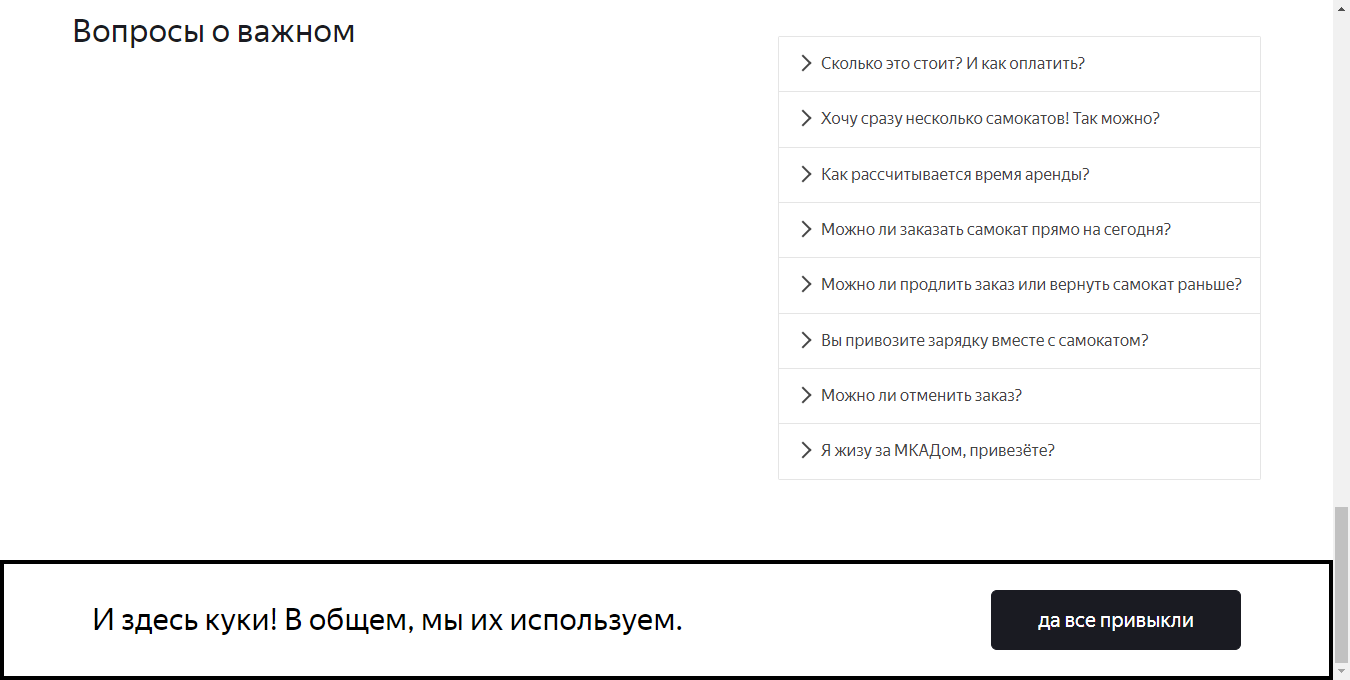 Вопросы о важном
Сколько это стоит? И как оплатить?
Хочу сразу несколько самокатов! Так можно?
Как рассчитывается время аренды?
Можно ли заказать самокат прямо на сегодня?
Можно ли продлить заказ или вернуть самокат раньше?
Вы привозите зарядку вместе с самокатом?
Можно ли отменить заказ?
Я жизу за МКАДом, привезёте?
И здесь куки! В общем, мы их используем.
да все привыкли